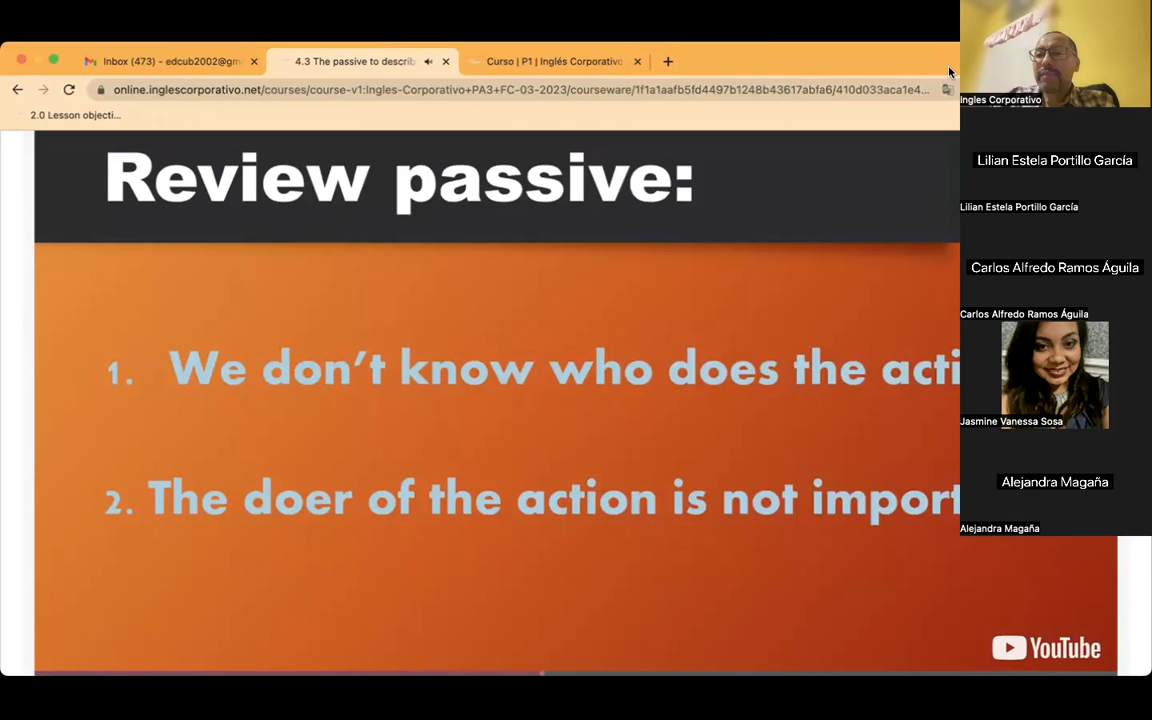 Inbox (473) - edcub2002@gm
4.3 The passive to describ
Curso | P1 | Inglés Corporativo
online.inglescorporativo.net/courses/course-v1:Ingles-Corporativo+PA3+FC-03-2023/courseware/1f1a1aafb5fd4497b1248b43617abfa6/410d033aca1e4...
2.0 Lesson objecti...
Review passive:
1. We don't know who does the acti
2. The doer of the action is not import
YouTube
Ingles Corporativo
Lilian Estela Portillo García
Lilian Estela Portillo García
Carlos Alfredo Ramos Águila
Carlos Alfredo Ramos Águila
Jasmine Vanessa Sosa
Alejandra Magaña
Alejandra Magaña